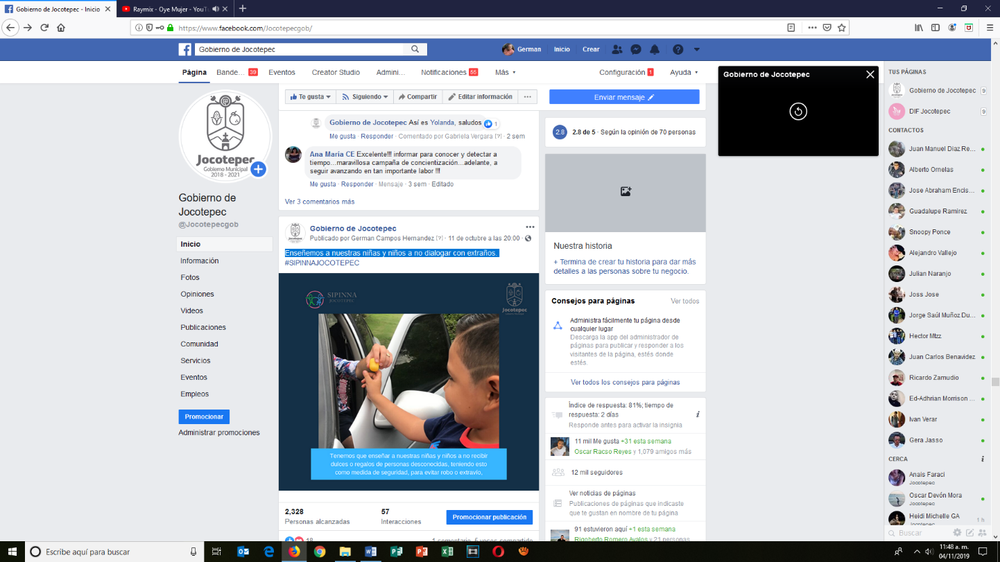 Gobierno de Jocotepec - Inicio
Raymix - Oye Mujer - YouT
https://www.facebook.com/Jocotepecgob/
Gobierno de Jocotepec
German
Inicio
Crear
Página
Bande... 39
Eventos
Creator Studio
Admini...
Notificaciones 55
Más
Configuración 1
Ayuda
Te gusta
Siguiendo
Compartir
Editar información
Enviar mensaje
Jocotepec
Gobierno Municipal
2018 - 2021
Gobierno de
Jocotepec
@Jocotepecgob
Inicio
Información
Fotos
Opiniones
Videos
Publicaciones
Comunidad
Servicios
Eventos
Empleos
Promocionar
Administrar promociones
Gobierno de Jocotepec Así es Yolanda, saludos 1
Me gusta · Responder · Comentado por Gabriela Vergara [?] · 2 sem
Ana Maria CE Excelente!!! informar para conocer y detectar a
tiempo...maravillosa campaña de concientización...adelante, a
seguir avanzando en tan importante labor !!!
Me gusta · Responder · Mensaje · 3 sem · Editado
Ver 3 comentarios más
Gobierno de Jocotepec
Publicado por German Campos Hernandez [?] · 11 de octubre a las 20:00 ·
Enseñemos a nuestras niñas y niños a no dialogar con extraños.
#SIPINNAJOCOTEPEC
SIPINNA
JOCOTEPEC
Jocotepec
Tenemos que enseñar a nuestras niñas y niños a no recibir
dulces o regalos de personas desconocidas, teniendo esto
como medida de seguridad, para evitar robo o extravío,
2,328
Personas alcanzadas
57
Interacciones
Promocionar publicación
18
1 comentario 5 veces compartido
2.8
2.8 de 5 · Según la opinión de 70 personas
Nuestra historia
+ Termina de crear tu historia para dar más
detalles a las personas sobre tu negocio.
Consejos para páginas
Ver todos
Administra fácilmente tu página desde
cualquier lugar
Descarga la app del administrador de
páginas para publicar y responder a los
visitantes de la página, estés donde
estés.
Ver todos los consejos para páginas
Índice de respuesta: 81%; tiempo de
respuesta: 2 días
Responde antes para activar la insignia
11 mil Me gusta +31 esta semana
Oscar Racso Reyes y 1,079 amigos más
12 mil seguidores
Ver noticias de páginas
Publicaciones de páginas que indicaste
que te gustan en nombre de tu página
91 estuvieron aquí +1 esta semana
Rigoberto Romero Avalos y 21 personas
Gobierno de Jocotepec
TUS PÁGINAS
Gobierno de Jocotepec 9
DIF Jocotepec 9
CONTACTOS
Juan Manuel Diaz Re...
Alberto Ornelas
Jose Abraham Encis...
Guadalupe Ramirez
Snoopy Ponce
Alejandro Vallejo
Julian Naranjo
Joss Jose
Jorge Saúl Muñoz Du...
Hector Mtzz
Juan Carlos Benavidez
Ricardo Zamudio
Ed-Adhrian Morrison ...
Ivan Verar
Gera Jasso
CERCA
Anais Faraci
Jocotepec
Oscar Devón Mora
Jocotepec
Heidi Michelle GA
Jocotepec
1 h
Buscar
Escribe aquí para buscar
11:48 a. m.
04/11/2019